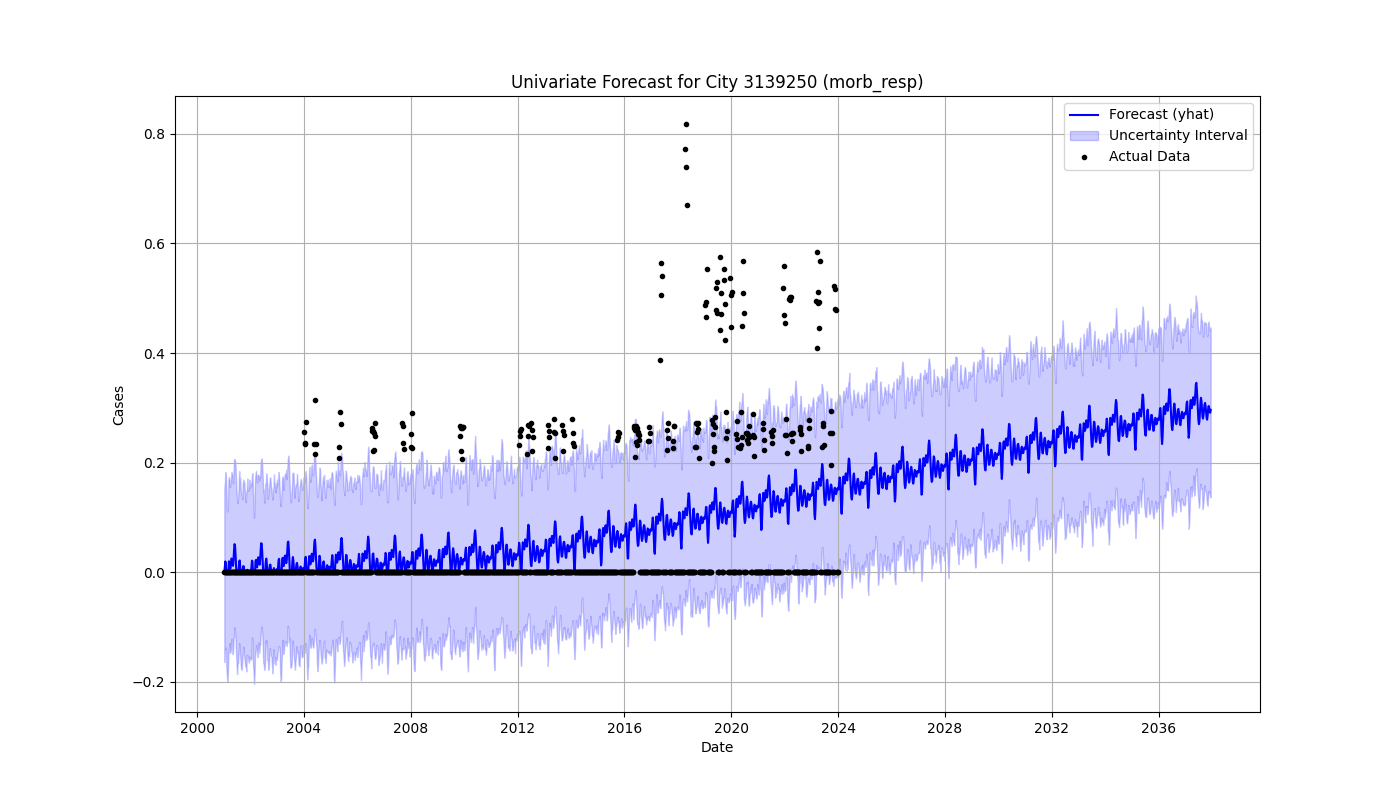 Univariate Forecast for City 3139250 (morb_resp)
Forecast (yhat)
Uncertainty Interval
Actual Data
Cases
0.8
0.6
0.4
0.2
0.0
−0.2
2000 2004 2008 2012 2016 2020 2024 2028 2032 2036
Date